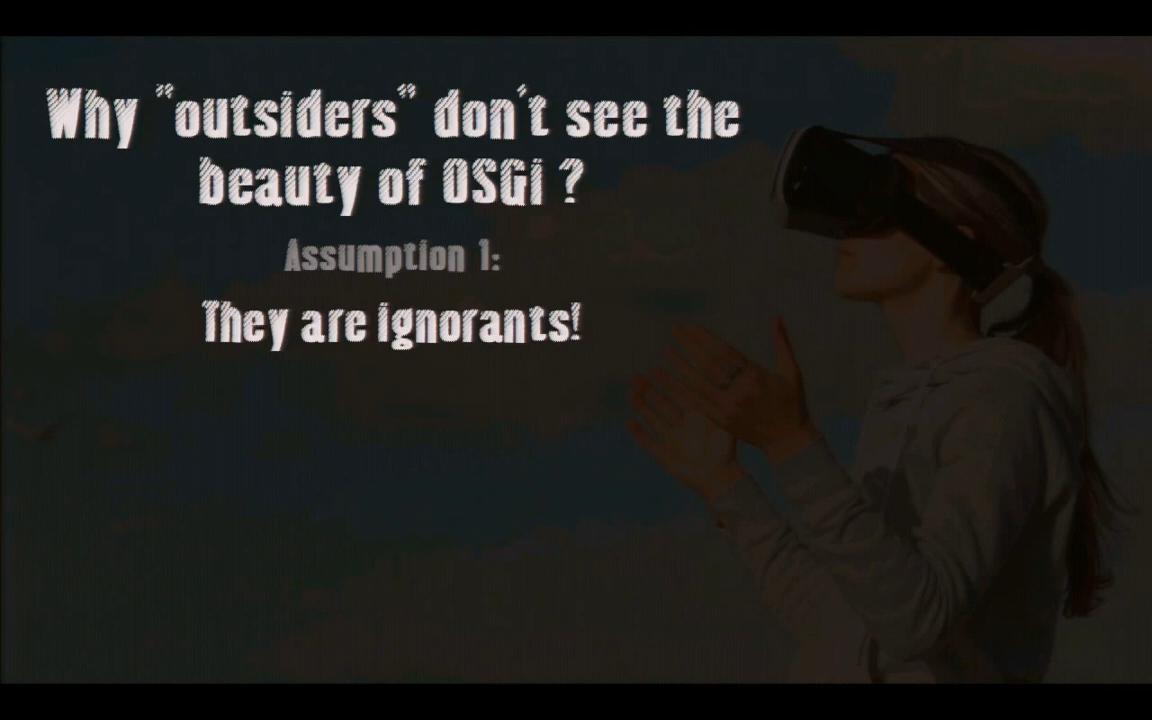 Why "outsiders" don't see the
beauty of OSGi ?
Assumption 1:
They are ignorants!